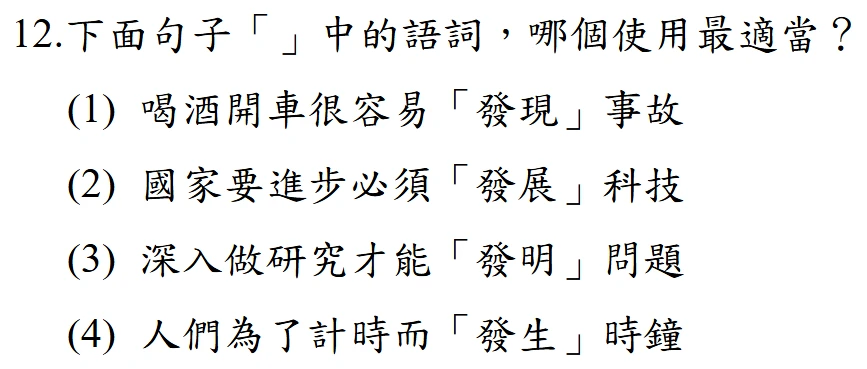 12.下面句子「」中的語詞，哪個使用最適當？
(1) 喝酒開車很容易「發現」事故
(2) 國家要進步必須「發展」科技
(3) 深入做研究才能「發明」問題
(4) 人們為了計時而「發生」時鐘